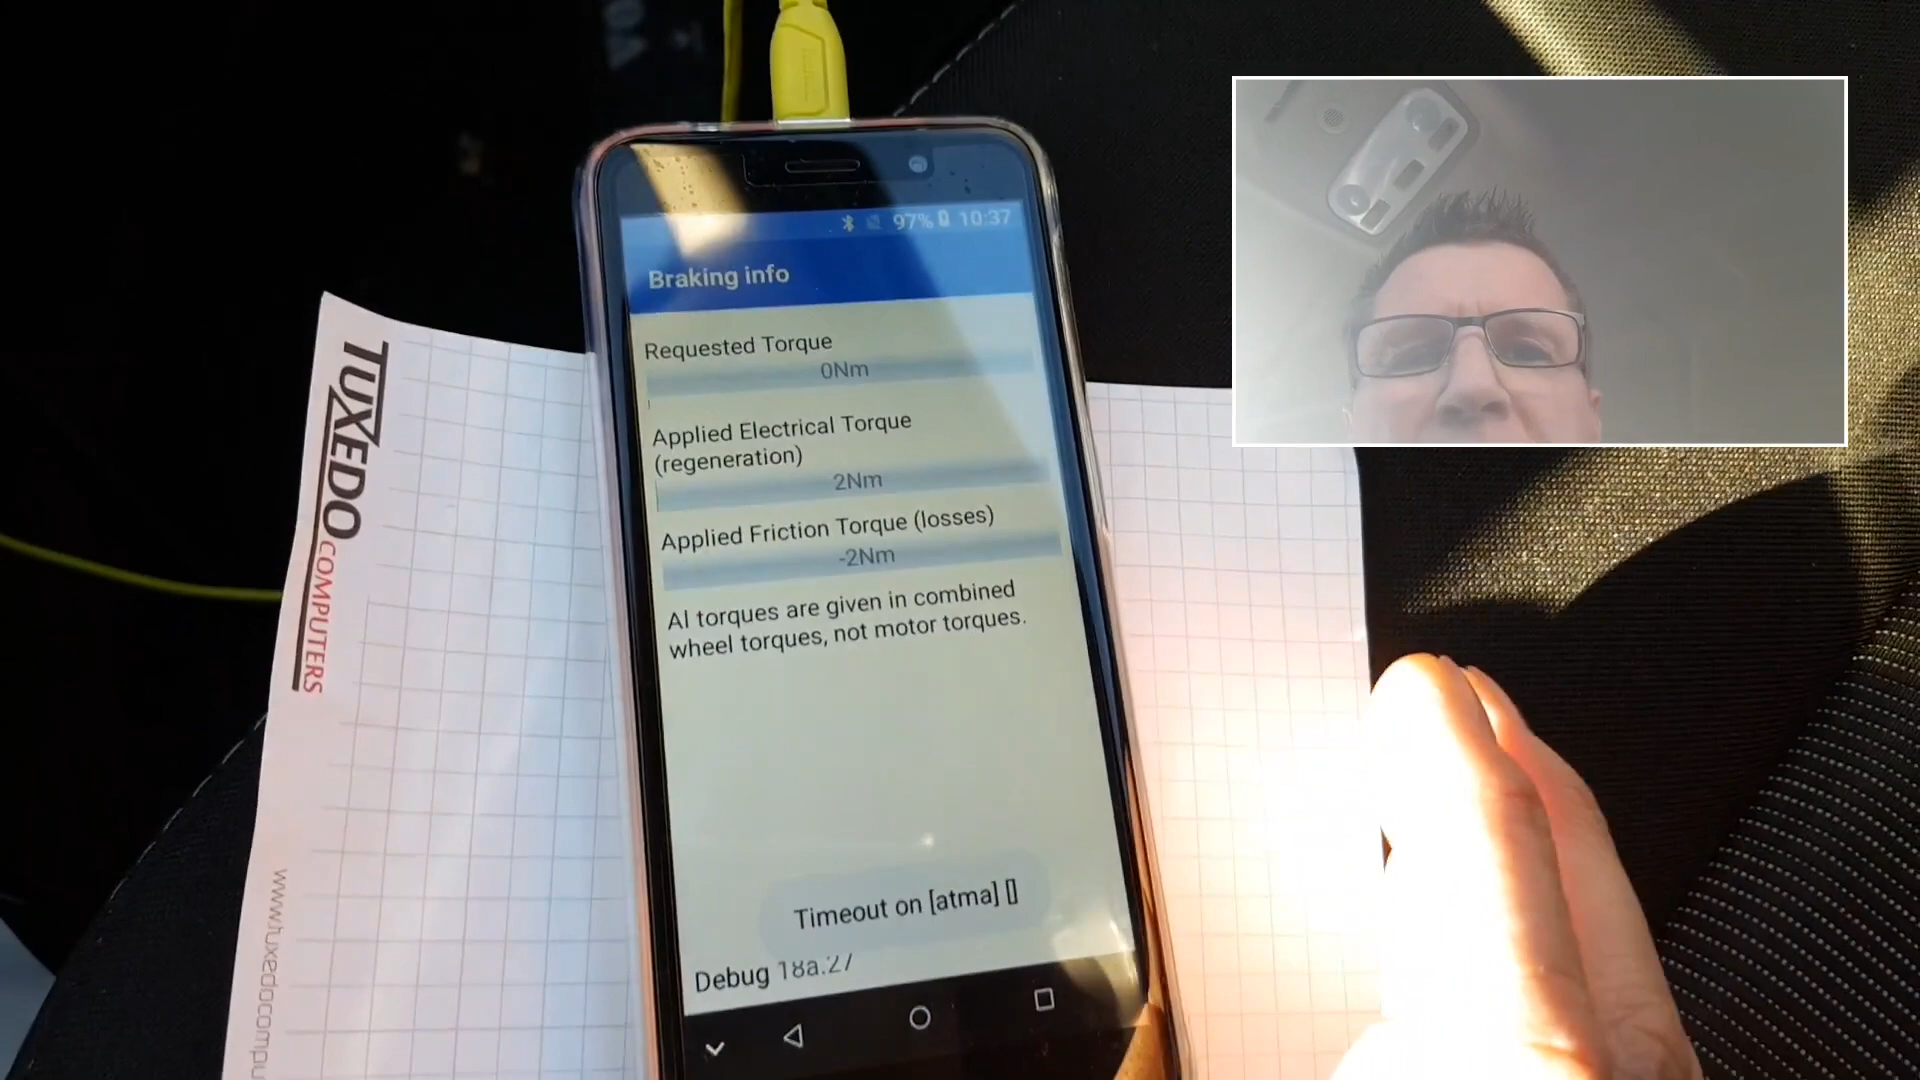 97% 10:37
Braking info
Requested Torque
0Nm
Applied Electrical Torque
(regeneration)
2Nm
Applied Friction Torque (losses)
-2Nm
Al torques are given in combined
wheel torques, not motor torques.
Timeout on [atma] []
Debug 18a.27
TUXEDO
COMPUTERS
www.tuxedocompu